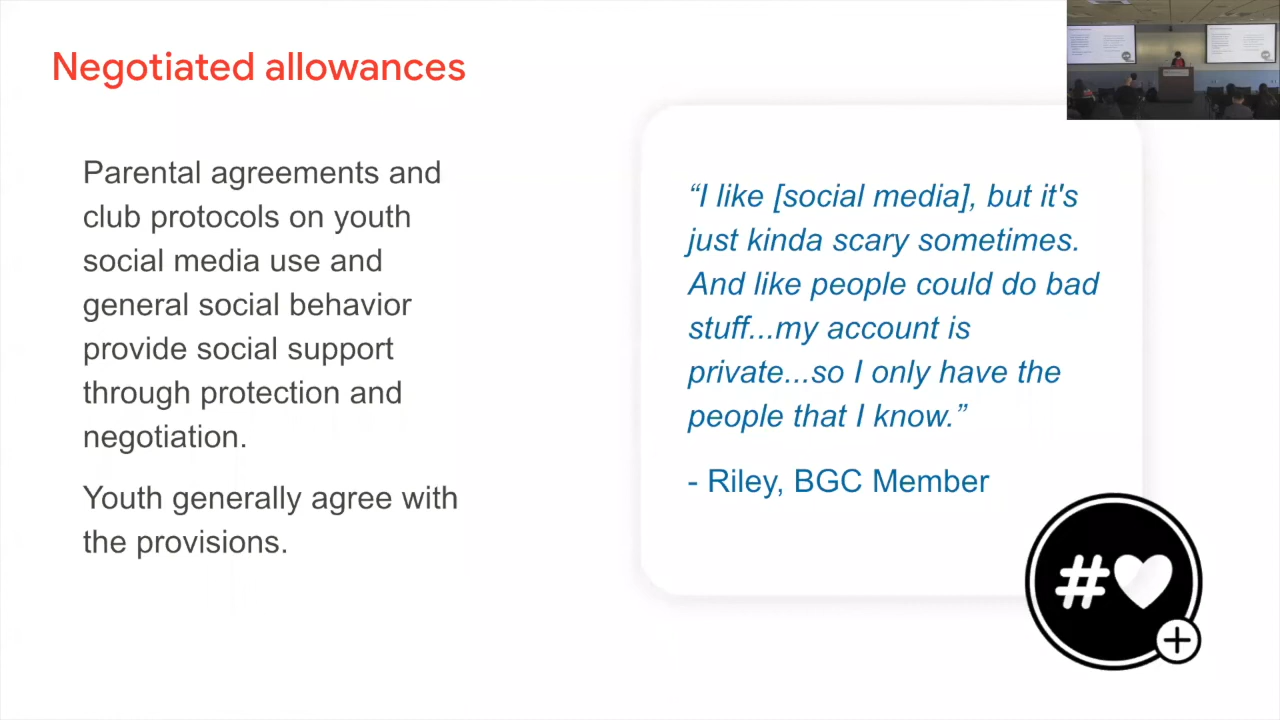 Negotiated allowances
Parental agreements and
club protocols on youth
social media use and
general social behavior
provide social support
through protection and
negotiation.
Youth generally agree with
the provisions.
“I like [social media], but it's
just kinda scary sometimes.
And like people could do bad
stuff...my account is
private...so I only have the
people that I know.”
- Riley, BGC Member
#